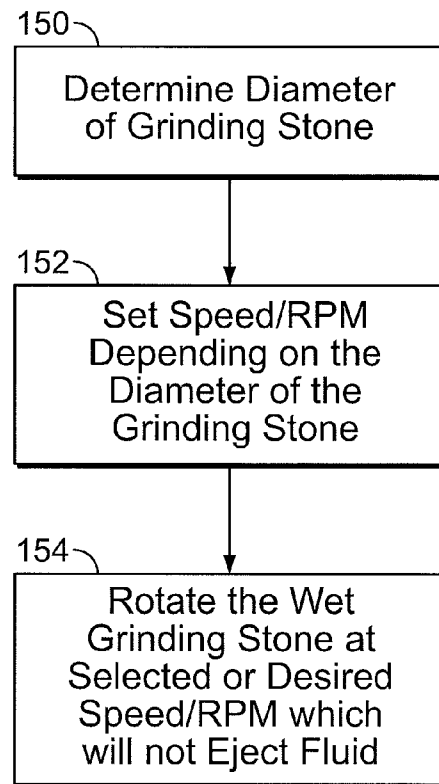 150
Determine Diameter
of Grinding Stone
152
Set Speed/RPM
Depending on the
Diameter of the
Grinding Stone
154
Rotate the Wet
Grinding Stone at
Selected or Desired
Speed/RPM which
will not Eject Fluid